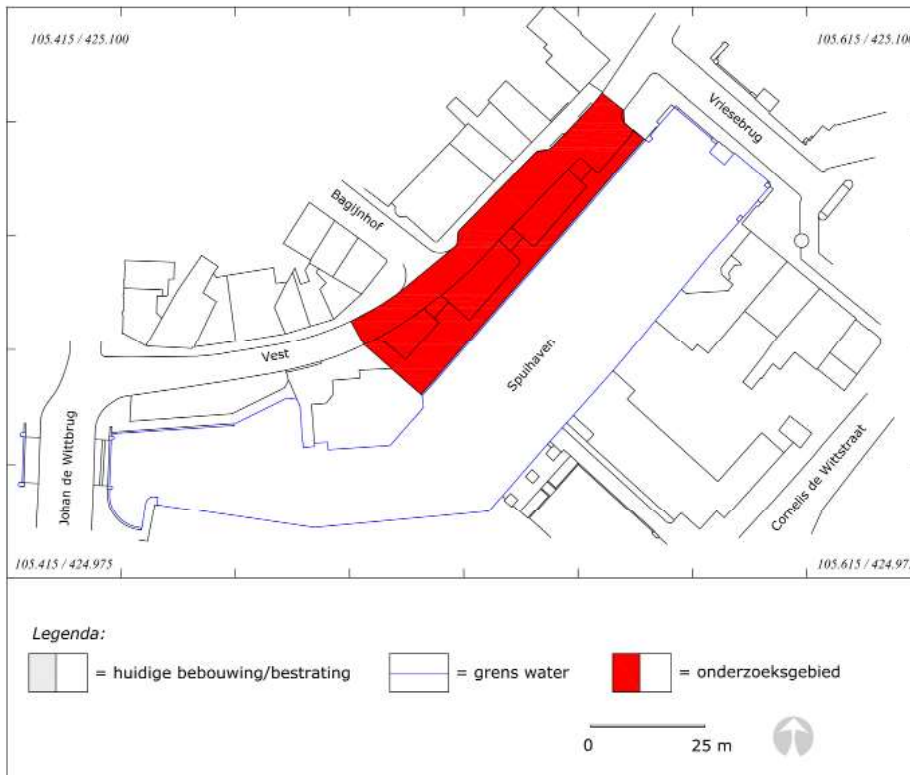 105.415 / 425.100
105.615 / 425.100
Vriesebrug
Bagijnhof
Vest
Spuihaven
Johan de Wittbrug
Cornelis de Wittstraat
105.415 / 424.975
105.615 / 424.97
Legenda:
= huidige bebouwing/bestrating
= grens water
= onderzoeksgebied
0 25 m